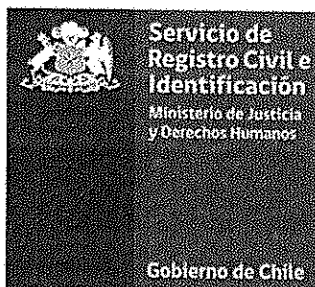 Servicio de
Registro Civil e
Identificación
Ministerio de Justicia
y Derechos Humanos
Gobierno de Chile